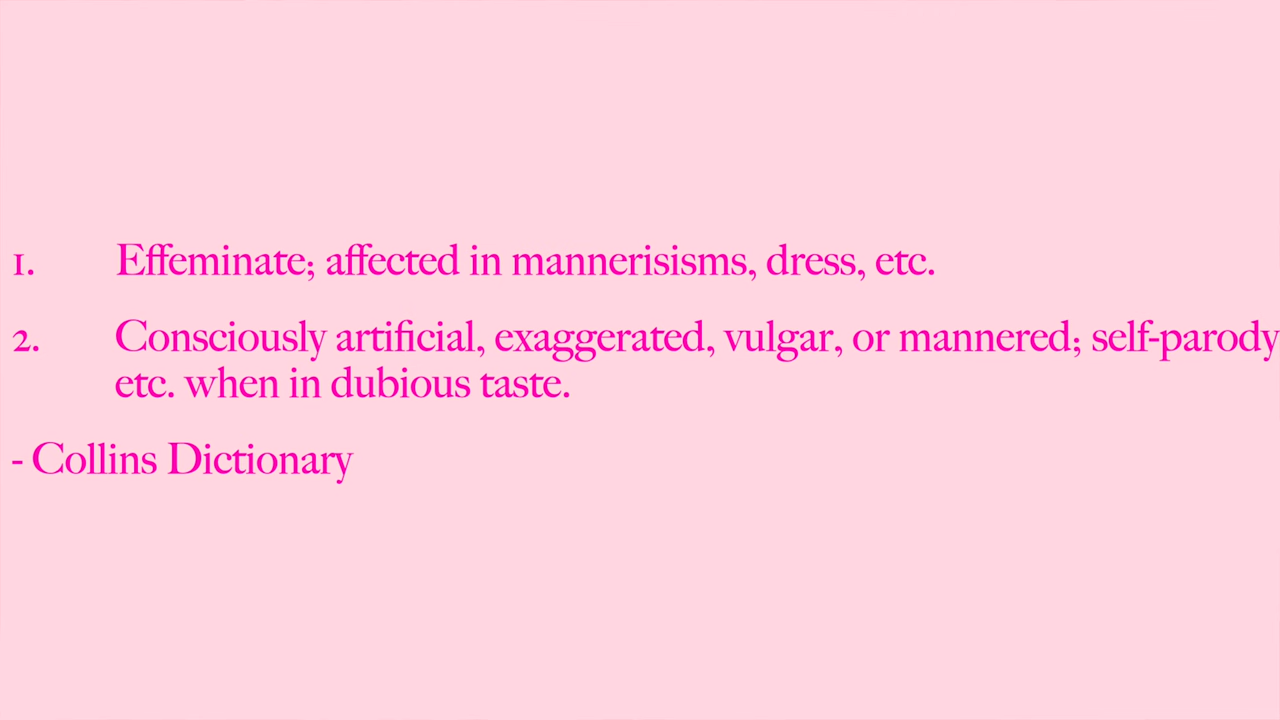 1. Effeminate; affected in mannerisisms, dress, etc.
2. Consciously artificial, exaggerated, vulgar, or mannered; self-parody
etc. when in dubious taste.
- Collins Dictionary